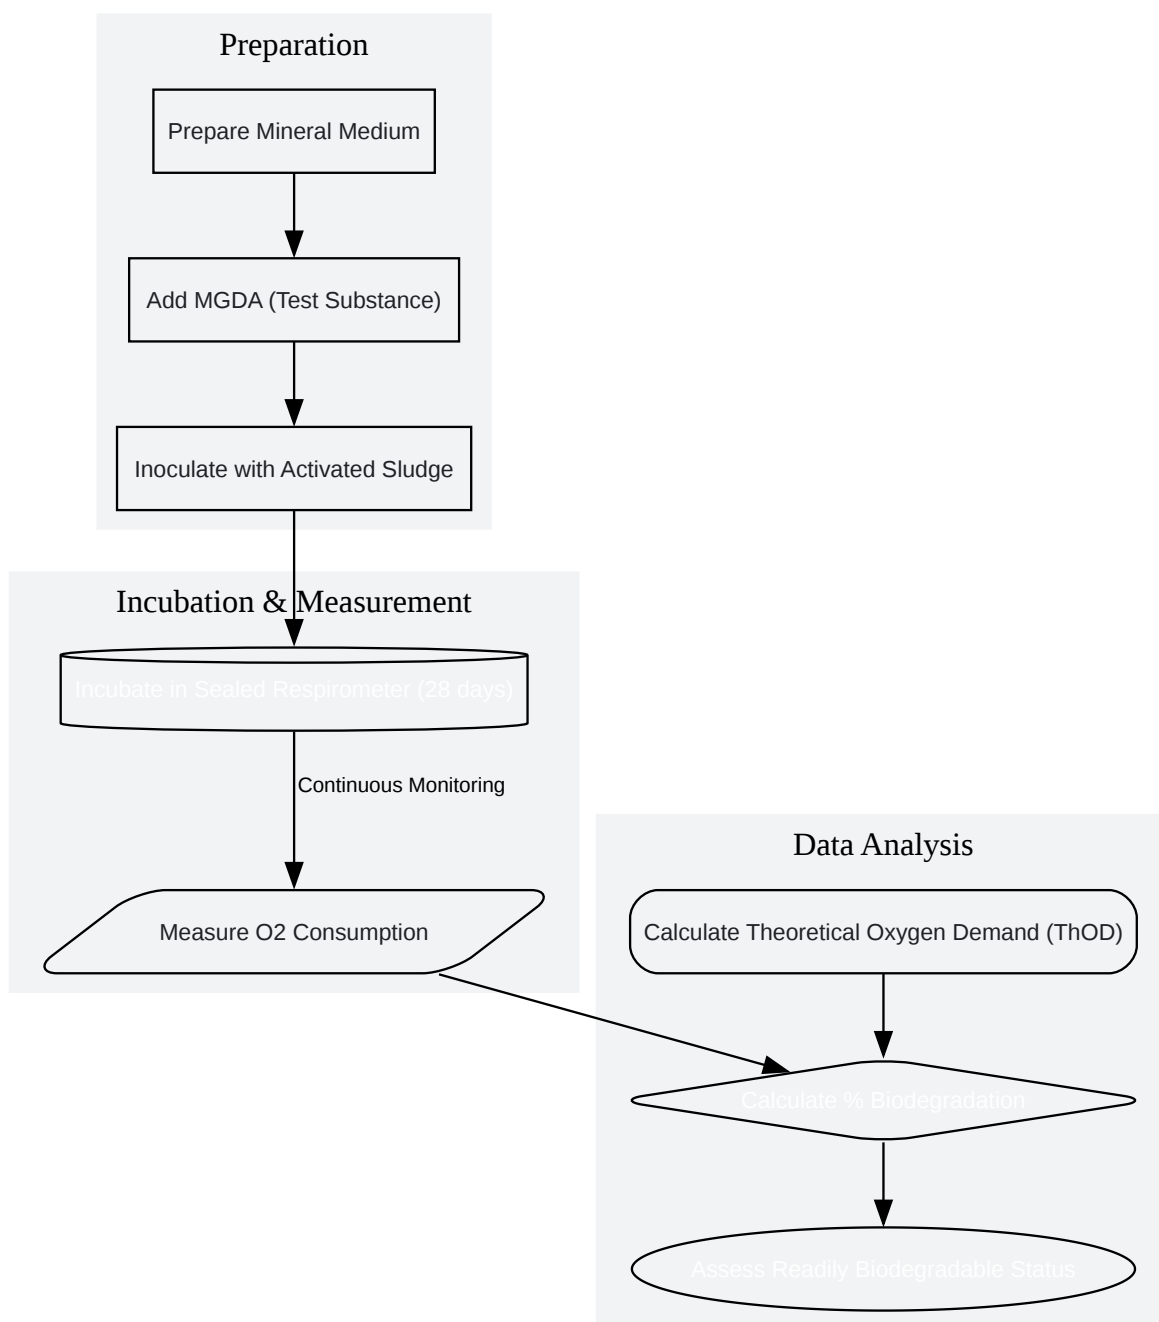 Preparation
Prepare Mineral Medium
Add MGDA (Test Substance)
Inoculate with Activated Sludge
Incubation & Measurement
Incubate in Sealed Respirometer (28 days)
Continuous Monitoring
Measure O2 Consumption
Data Analysis
Calculate Theoretical Oxygen Demand (ThOD)
Calculate % Biodegradation
Assess Readily Biodegradable Status